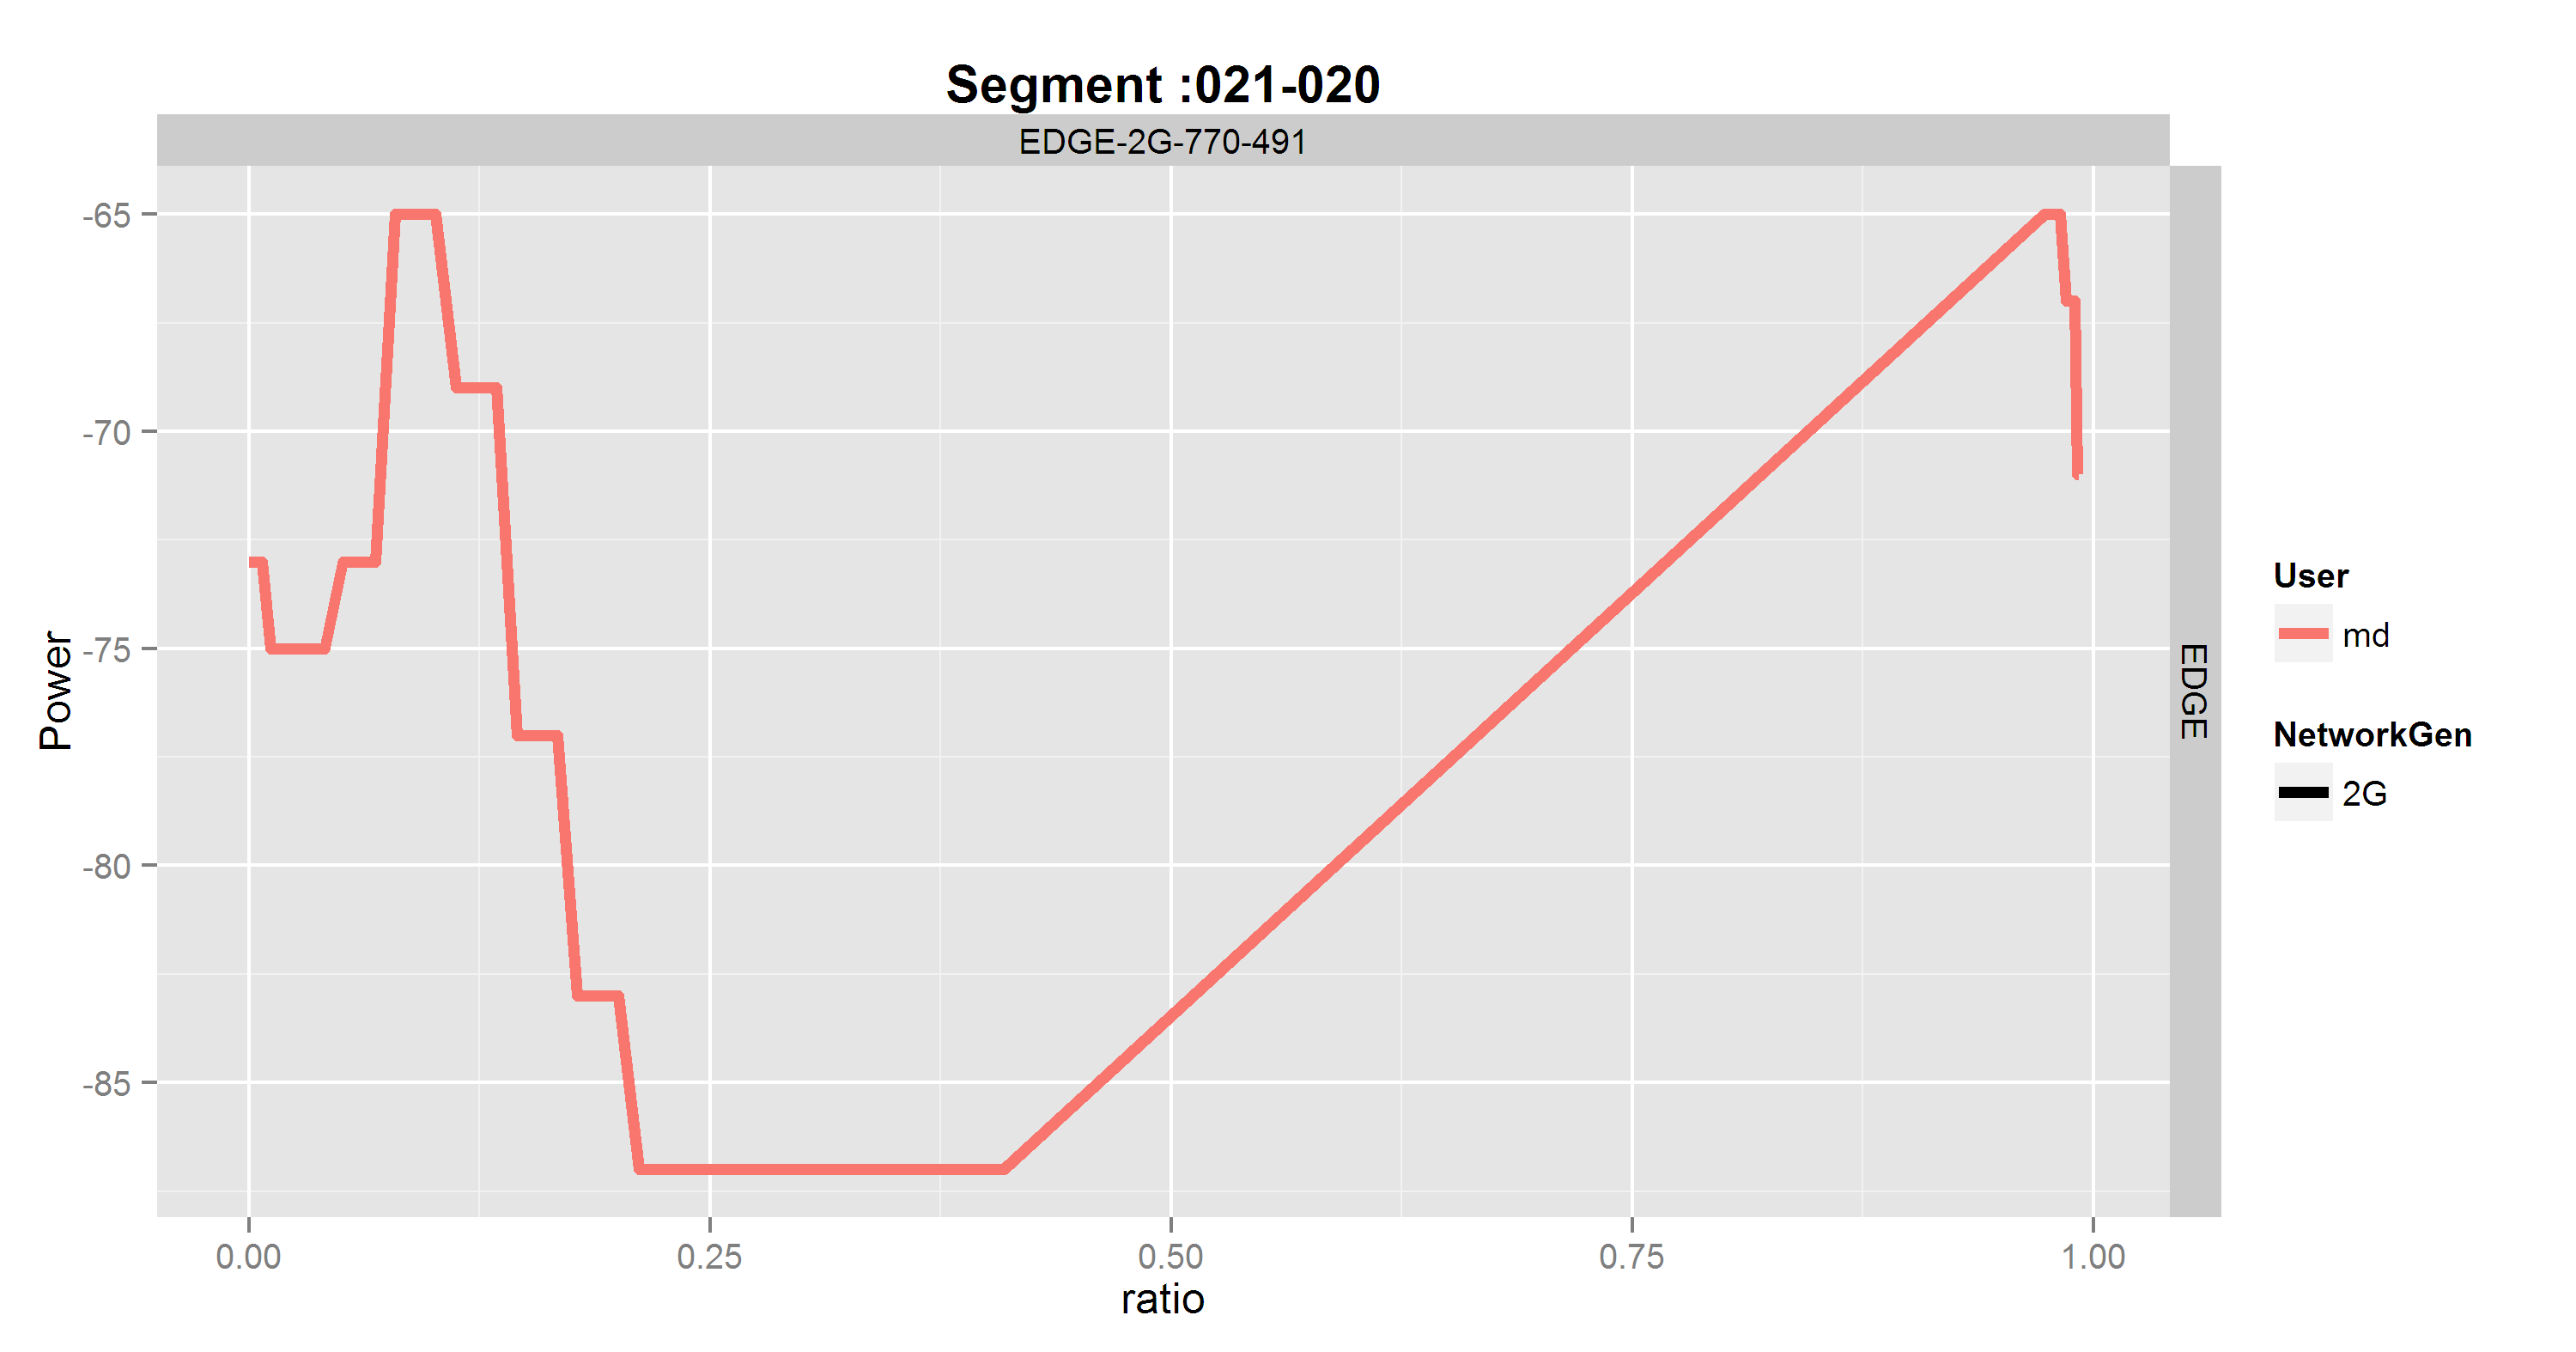 Segment :021-020
EDGE-2G-770-491
-65
-70
-75
-80
-85
Power
0.00 0.25 0.50 0.75 1.00
ratio
EDGE
User
md
NetworkGen
2G